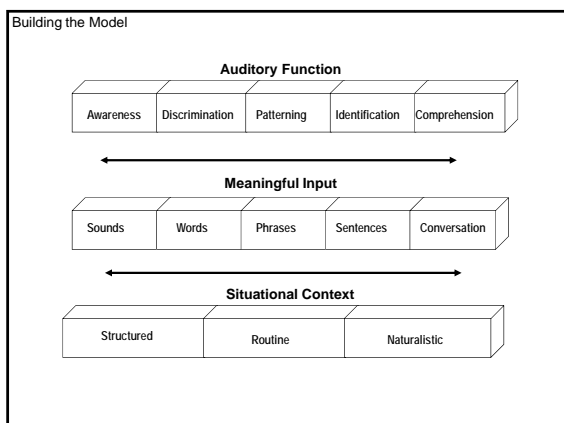 Building the Model
Auditory Function
Awareness Discrimination Patterning Identification Comprehension
Meaningful Input
Sounds Words Phrases Sentences Conversation
Situational Context
Structured Routine Naturalistic